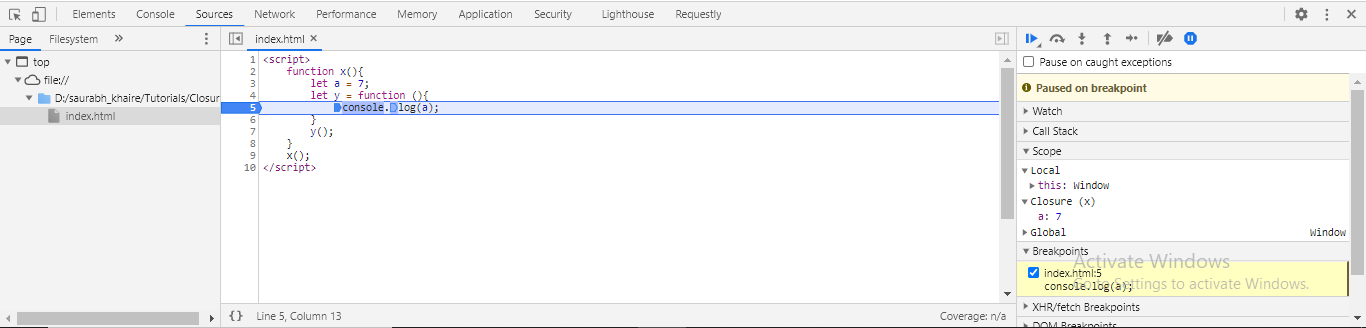 Elements Console Sources Network Performance Memory Application Security Lighthouse Requestly
Page Filesystem »
top
file://
D:/saurabh_khaire/Tutorials/Closur
index.html
index.html ×
1 <script>
2 function x(){
3 let a = 7;
4 let y = function (){
5 console.log(a);
6 }
7 y();
8 }
9 x();
10 </script>
{} Line 5, Column 13 Coverage: n/a
Pause on caught exceptions
Paused on breakpoint
Watch
Call Stack
Scope
Local
this: Window
Closure (x)
a: 7
Global Window
Breakpoints
index.html:5
console.log(a);
XHR/fetch Breakpoints
DOM Breakpoints
Activate Windows
Go to Settings to activate Windows.